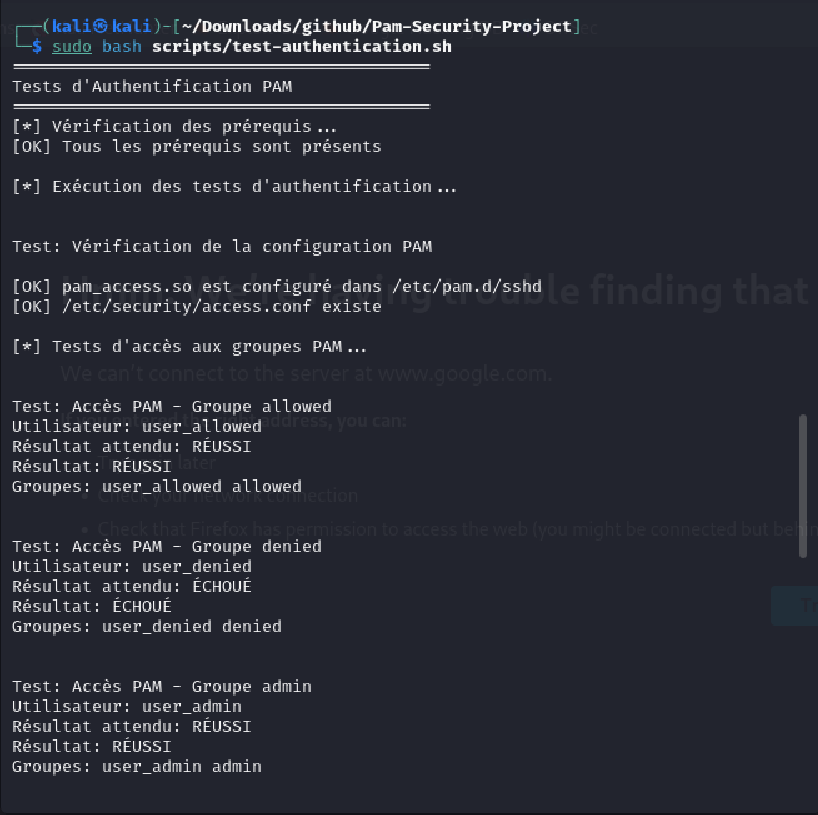 ┌──(kali㉿kali)-[~/Downloads/github/Pam-Security-Project]
└─$ sudo bash scripts/test-authentication.sh
══════════════════════════════════════════
Tests d'Authentification PAM
══════════════════════════════════════════
[*] Vérification des prérequis...
[OK] Tous les prérequis sont présents
[*] Exécution des tests d'authentification...
Test: Vérification de la configuration PAM
[OK] pam_access.so est configuré dans /etc/pam.d/sshd
We're having trouble finding that
[OK] /etc/security/access.conf existe
[*] Tests d'accès aux groupes PAM...
We can't connect to the server at www.google.com.
Test: Accès PAM - Groupe allowed
address, you can:
Utilisateur: user_allowed
Résultat attendu: RÉUSSI
later
Résultat: RÉUSSI
Groupes: user_allowed allowed
Check your network connection
Check that Firefox has permission to access the web (you might be connected but behin
Test: Accès PAM - Groupe denied
Utilisateur: user_denied
Résultat attendu: ÉCHOUÉ
Résultat: ÉCHOUÉ
Groupes: user_denied denied
Test: Accès PAM - Groupe admin
Utilisateur: user_admin
Résultat attendu: RÉUSSI
Résultat: RÉUSSI
Groupes: user_admin admin